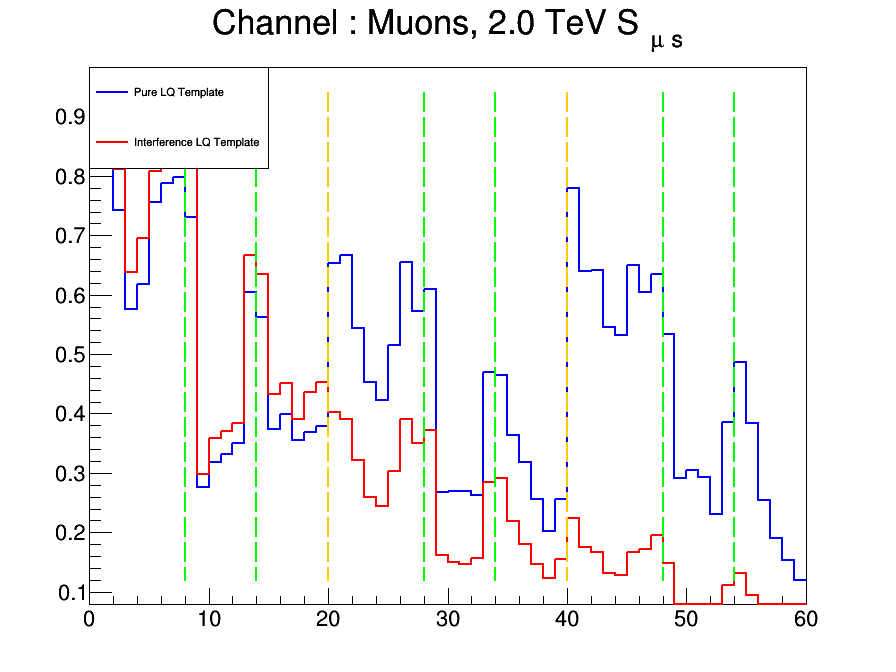 Channel : Muons, 2.0 TeV S μ s
Pure LQ Template
Interference LQ Template
0.9
0.8
0.7
0.6
0.5
0.4
0.3
0.2
0.1
0 10 20 30 40 50 60